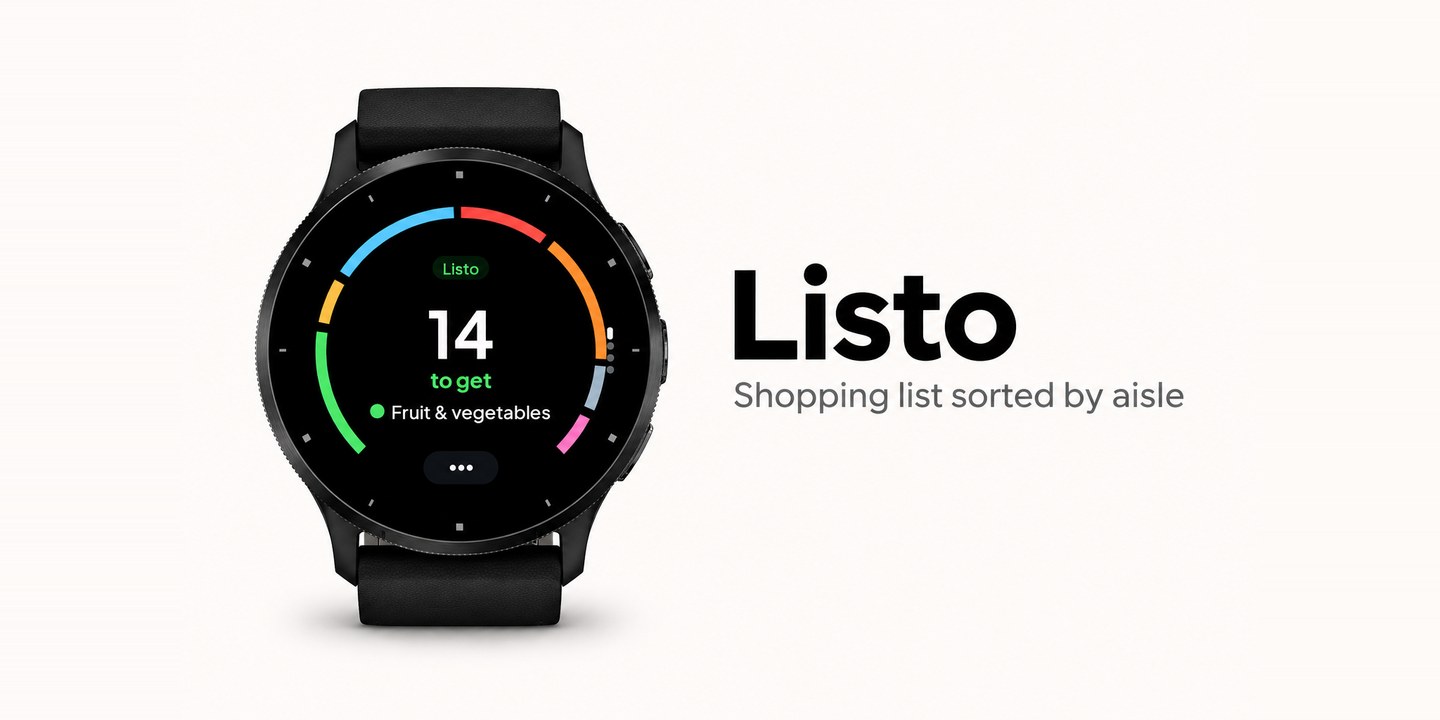 Listo
14
to get
Fruit & vegetables
Listo
Shopping list sorted by aisle